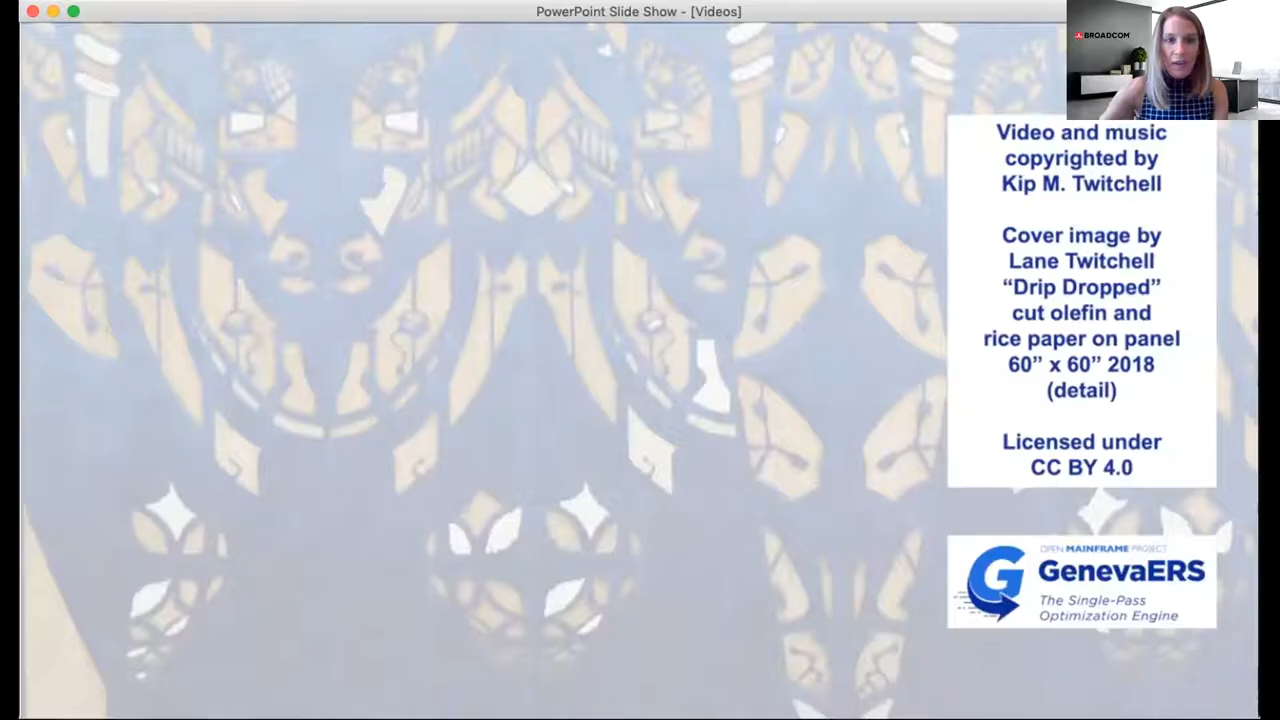 PowerPoint Slide Show - [Videos]
BROADCOM
Video and music
copyrighted by
Kip M. Twitchell
Cover image by
Lane Twitchell
“Drip Dropped”
cut olefin and
rice paper on panel
60” x 60” 2018
(detail)
Licensed under
CC BY 4.0
OPEN MAINFRAME PROJECT
GenevaERS
The Single-Pass
Optimization Engine